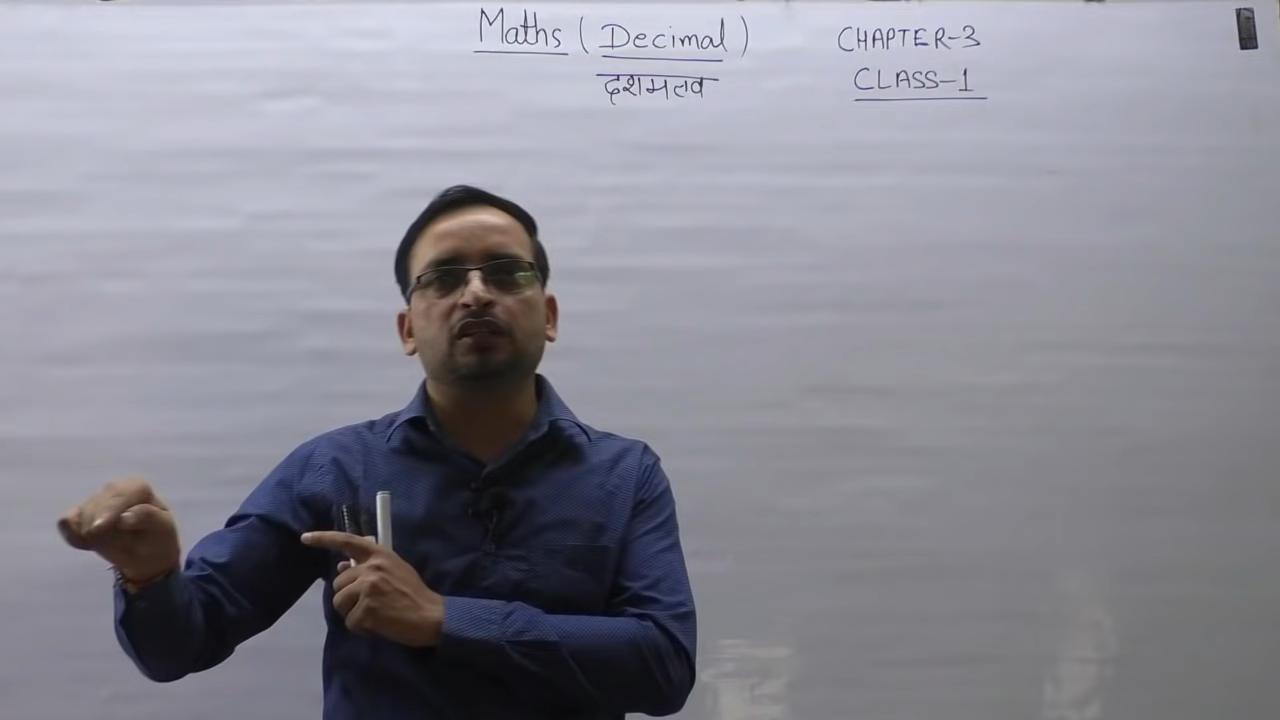 Maths (Decimal)
दशमलव
CHAPTER-3
CLASS-1